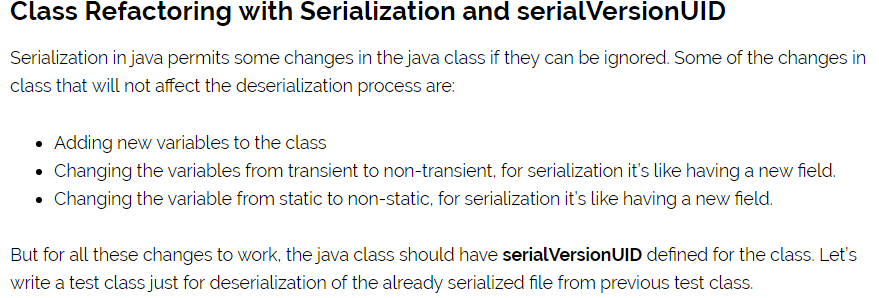 Class Refactoring with Serialization and serialVersionUID
Serialization in java permits some changes in the java class if they can be ignored. Some of the changes in
class that will not affect the deserialization process are:
• Adding new variables to the class
• Changing the variables from transient to non-transient, for serialization it's like having a new field.
• Changing the variable from static to non-static, for serialization it's like having a new field.
But for all these changes to work, the java class should have serialVersionUID defined for the class. Let's
write a test class just for deserialization of the already serialized file from previous test class.